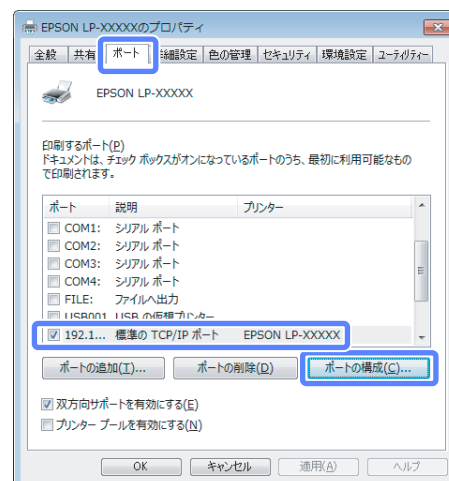 EPSON LP-XXXXXのプロパティ
全般 共有 ポート 詳細設定 色の管理 セキュリティ 環境設定 ユーティリティー
EPSON LP-XXXXX
印刷するポート(P)
ドキュメントは、チェック ボックスがオンになっているポートのうち、最初に利用可能なもの
で印刷されます。
ポート 説明 プリンター
COM1: シリアル ポート
COM2: シリアル ポート
COM3: シリアル ポート
COM4: シリアル ポート
FILE: ファイルへ出力
USB001 USB の仮想プリンター
192.1... 標準の TCP/IP ポート EPSON LP-XXXXX
ポートの追加(T)... ポートの削除(D) ポートの構成(C)...
双方向サポートを有効にする(E)
プリンター プールを有効にする(N)
OK キャンセル 適用(A) ヘルプ